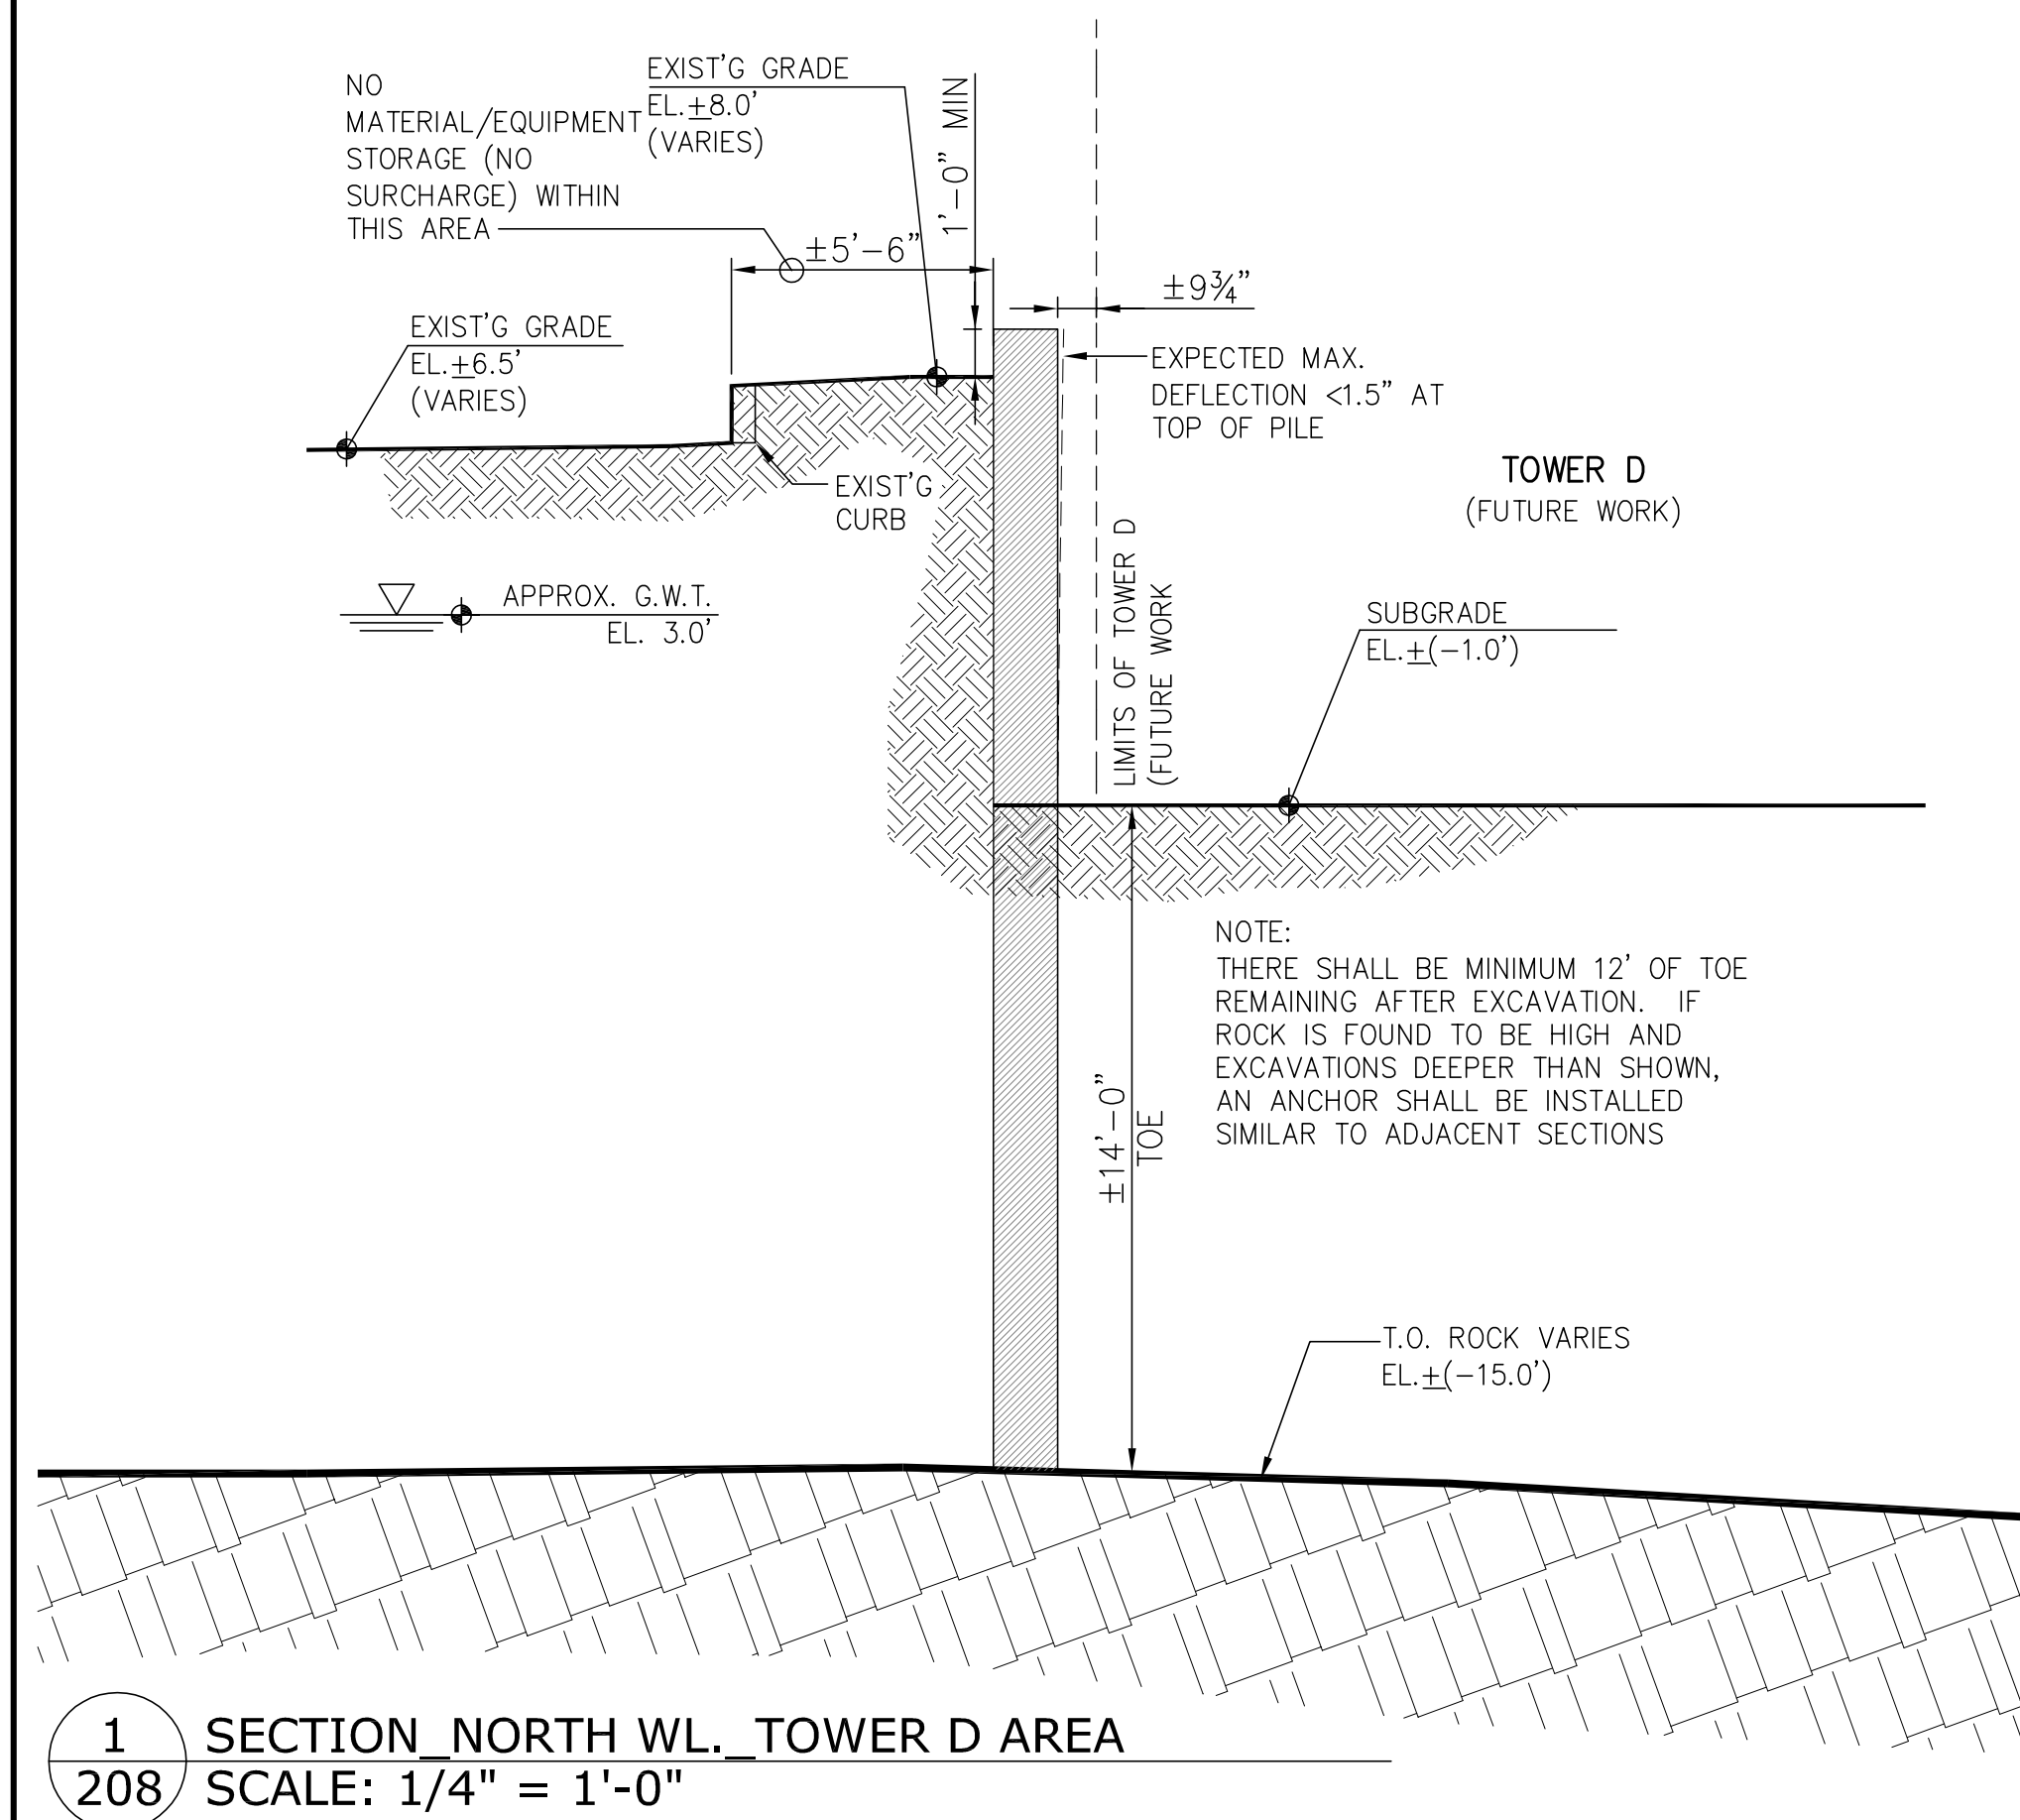 NO
MATERIAL/EQUIPMENT
STORAGE (NO
SURCHARGE) WITHIN
THIS AREA
EXIST'G GRADE
EL.±8.0'
(VARIES)
1'-0" MIN
±5'-6"
±9¾"
EXIST'G GRADE
EL.±6.5'
(VARIES)
EXPECTED MAX.
DEFLECTION <1.5" AT
TOP OF PILE
EXIST'G
CURB
TOWER D
(FUTURE WORK)
APPROX. G.W.T.
EL. 3.0'
LIMITS OF TOWER D
(FUTURE WORK
SUBGRADE
EL.±(-1.0')
NOTE:
THERE SHALL BE MINIMUM 12' OF TOE
REMAINING AFTER EXCAVATION. IF
ROCK IS FOUND TO BE HIGH AND
EXCAVATIONS DEEPER THAN SHOWN,
AN ANCHOR SHALL BE INSTALLED
SIMILAR TO ADJACENT SECTIONS
±14'-0"
TOE
T.O. ROCK VARIES
EL.±(-15.0')
1
208
SECTION_NORTH WL._TOWER D AREA
SCALE: 1/4" = 1'-0"